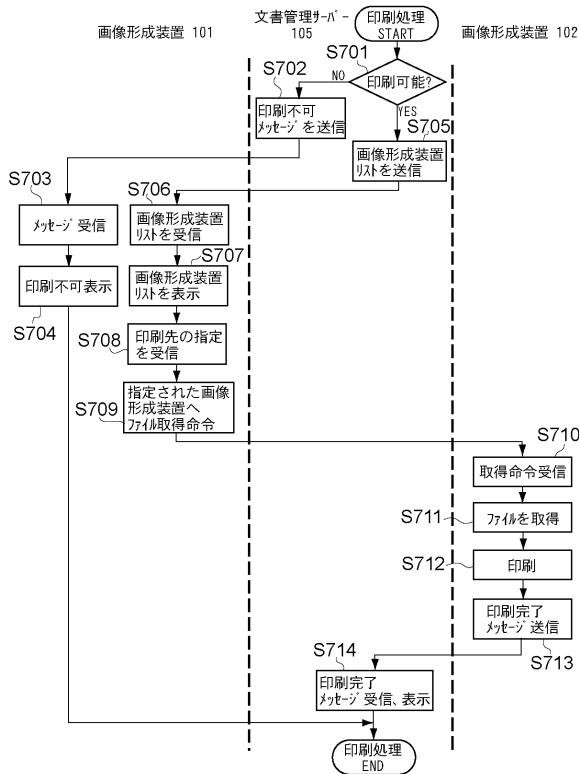 画像形成装置 101
文書管理サーバー
105
画像形成装置 102
印刷処理
START
S701
印刷可能?
NO
YES
S702
印刷不可
メッセージを送信
S705
画像形成装置
リストを送信
S703
メッセージ受信
S706
画像形成装置
リストを受信
S707
画像形成装置
リストを表示
印刷不可表示
S704
S708
印刷先の指定
を受信
S709
指定された画像
形成装置へ
ファイル取得命令
S710
取得命令受信
S711
ファイルを取得
S712
印刷
印刷完了
メッセージ送信
S713
S714
印刷完了
メッセージ受信、表示
印刷処理
END